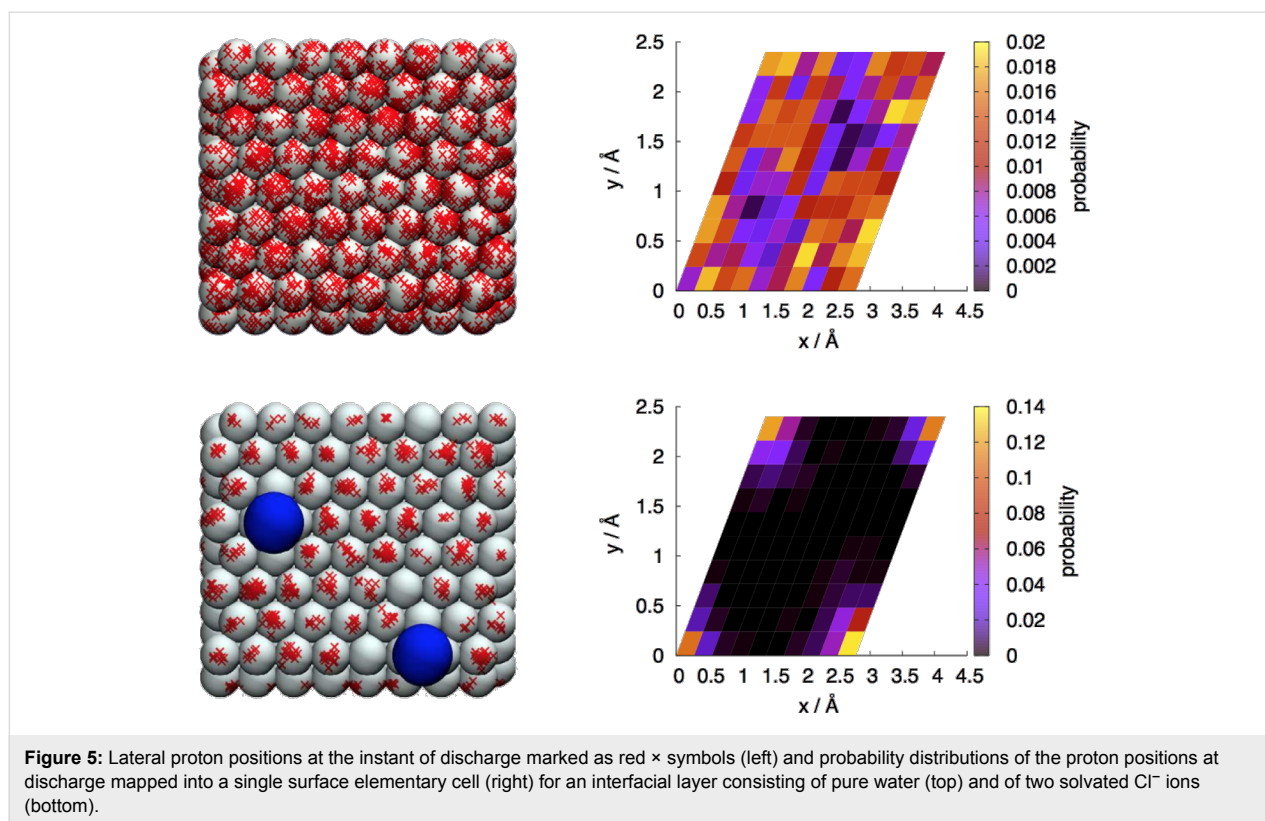 2.5
2
1.5
1
0.5
0
y / Å
0 0.5 1 1.5 2 2.5 3 3.5 4 4.5
x / Å
0.02
0.018
0.016
0.014
0.012
0.01
0.008
0.006
0.004
0.002
0
probability
2.5
2
1.5
1
0.5
0
y / Å
0 0.5 1 1.5 2 2.5 3 3.5 4 4.5
x / Å
0.14
0.12
0.1
0.08
0.06
0.04
0.02
0
probability
Figure 5: Lateral proton positions at the instant of discharge marked as red × symbols (left) and probability distributions of the proton positions at
discharge mapped into a single surface elementary cell (right) for an interfacial layer consisting of pure water (top) and of two solvated Cl⁻ ions
(bottom).